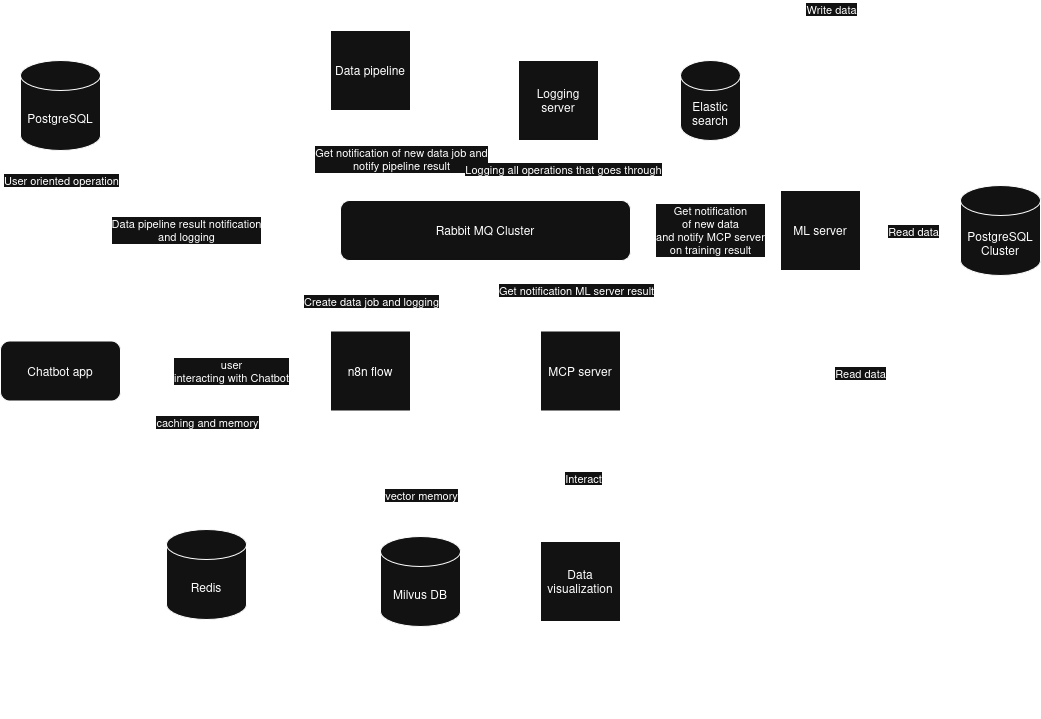 Write data
Data pipeline
PostgreSQL
Logging
server
Elastic
search
Get notification of new data job and
notify pipeline result
Logging all operations that goes through
User oriented operation
Data pipeline result notification
and logging
Rabbit MQ Cluster
Get notification
of new data
and notify MCP server
on training result
ML server
Read data
PostgreSQL
Cluster
Get notification ML server result
Create data job and logging
Chatbot app
user
interacting with Chatbot
n8n flow
MCP server
Read data
caching and memory
Interact
vector memory
Redis
Milvus DB
Data
visualization